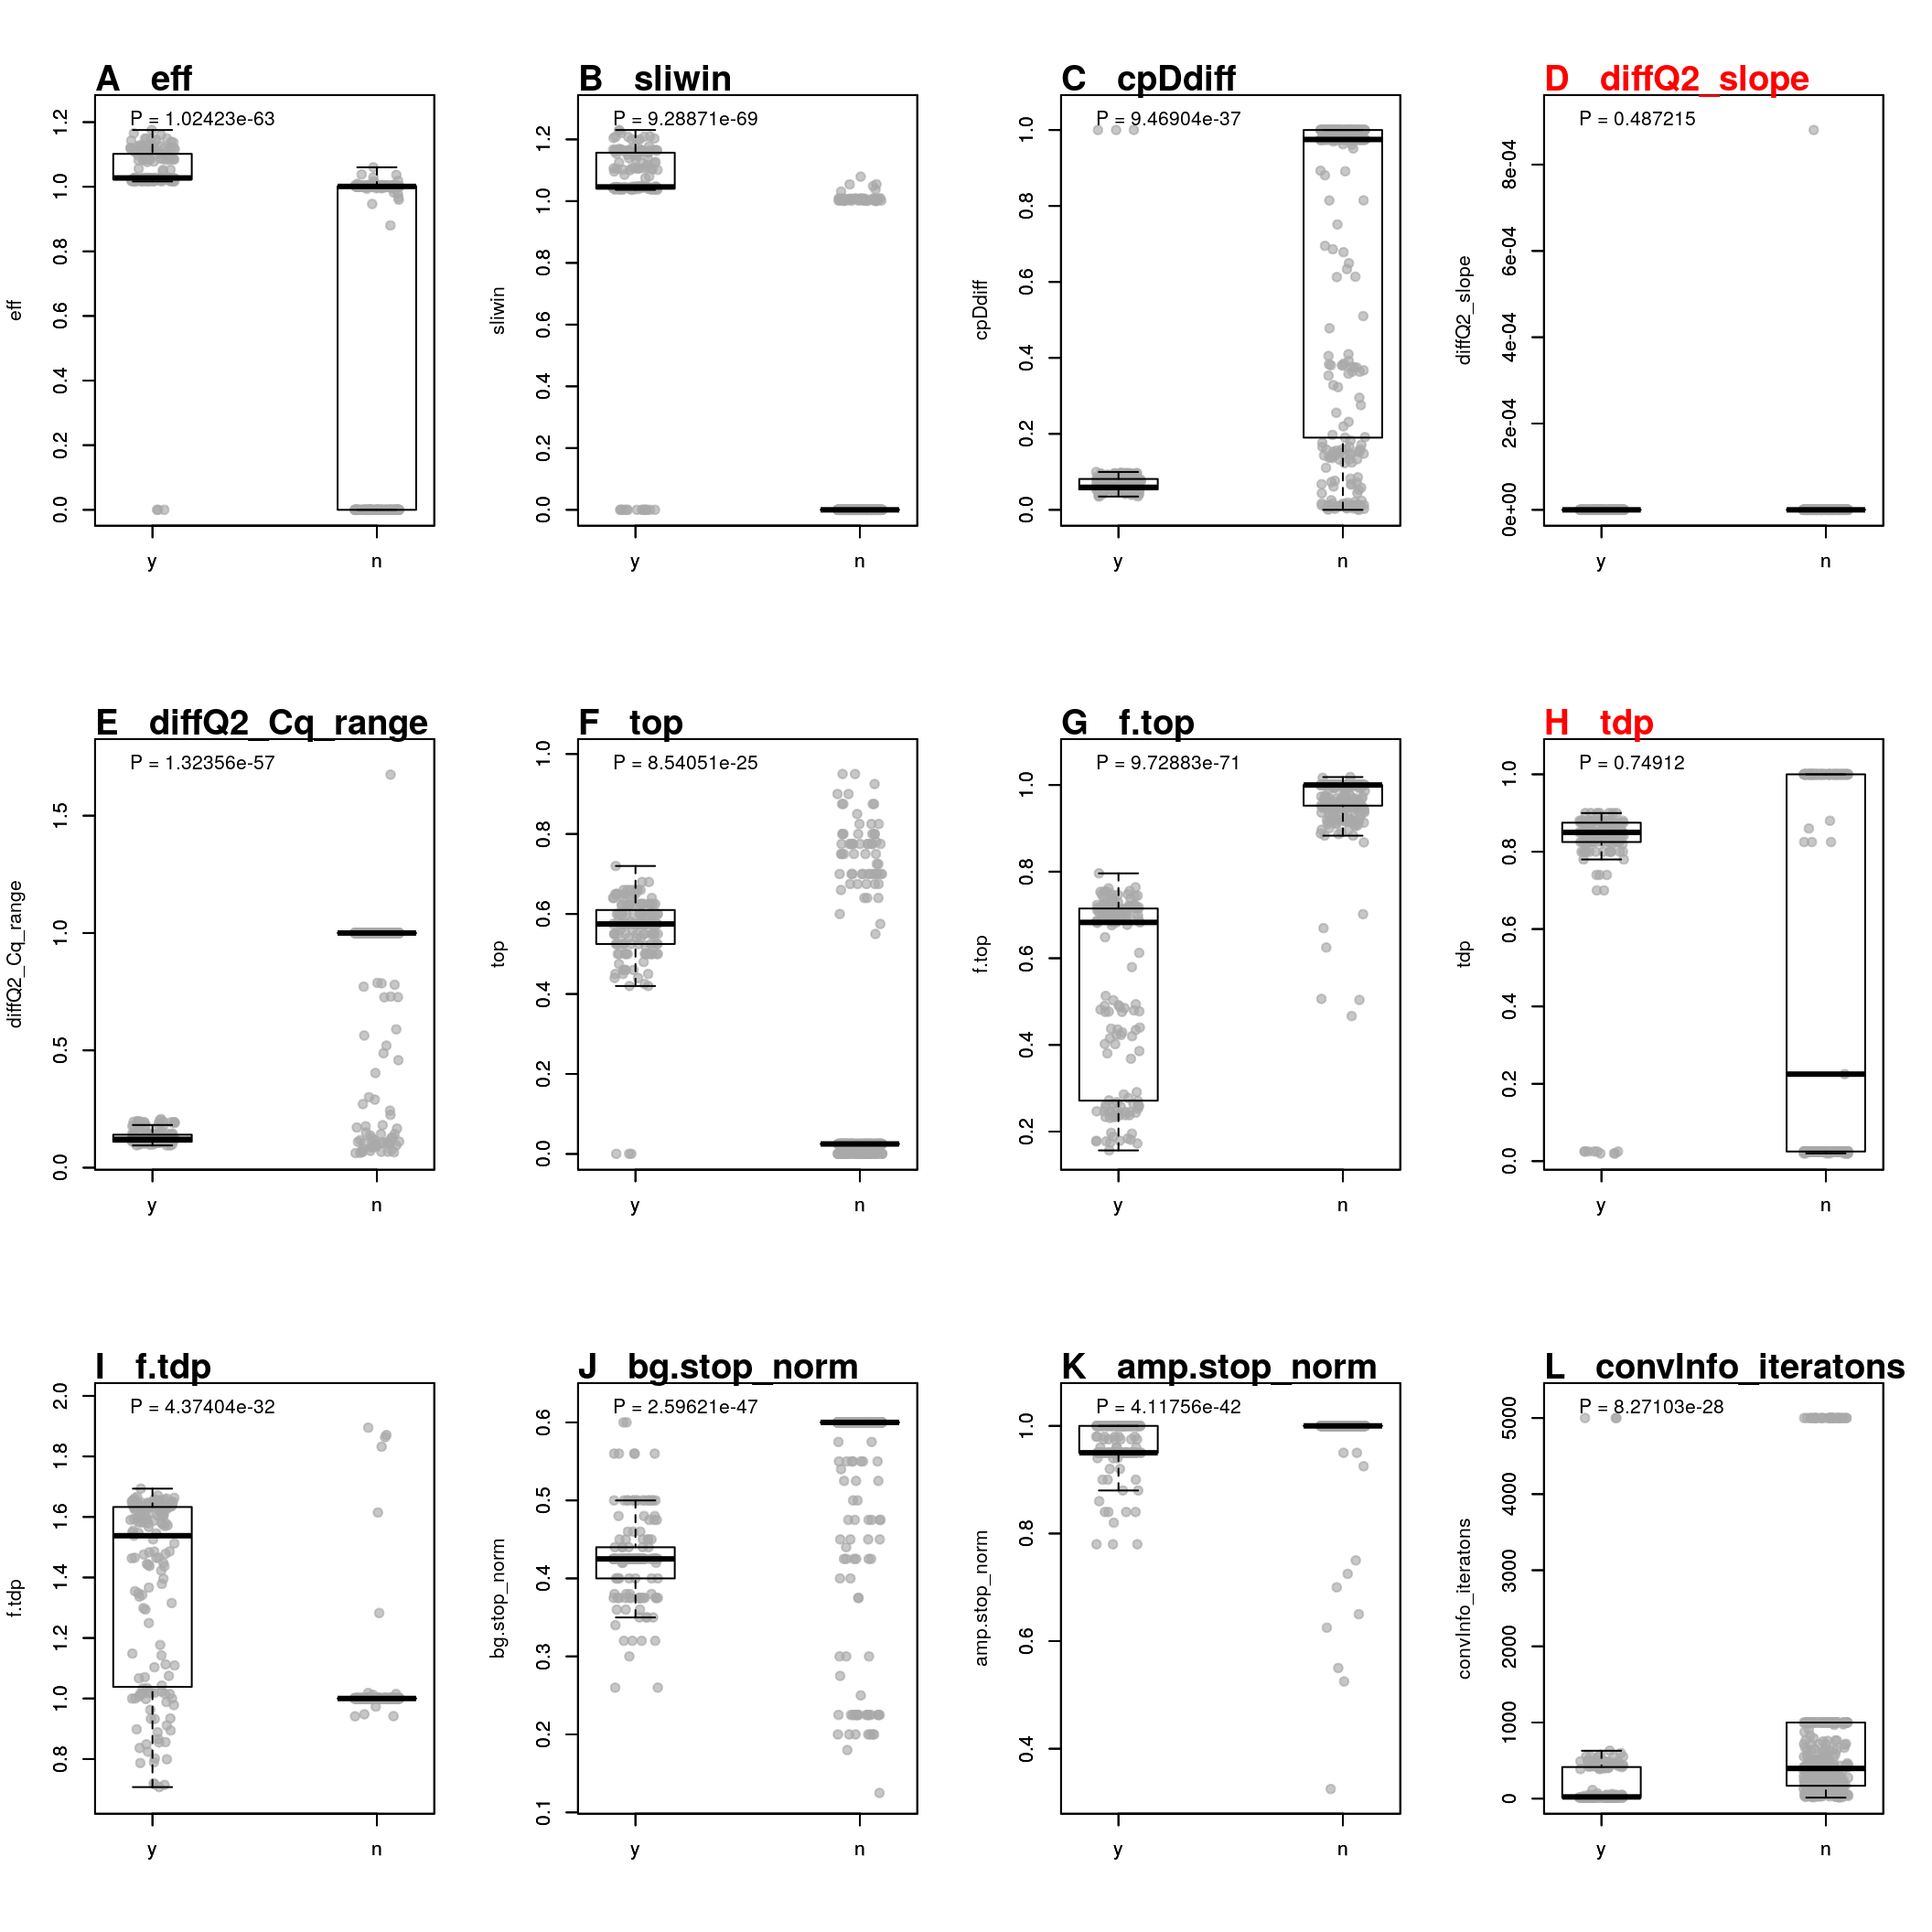 A eff
P = 1.02423e-63
eff
0.0 0.2 0.4 0.6 0.8 1.0 1.2
y n
B sliwin
P = 9.28871e-69
sliwin
0.0 0.2 0.4 0.6 0.8 1.0 1.2
y n
C cpDdiff
P = 9.46904e-37
cpDdiff
0.0 0.2 0.4 0.6 0.8 1.0
y n
D diffQ2_slope
P = 0.487215
diffQ2_slope
0e+00 2e-04 4e-04 6e-04 8e-04
y n
E diffQ2_Cq_range
P = 1.32356e-57
diffQ2_Cq_range
0.0 0.5 1.0 1.5
y n
F top
P = 8.54051e-25
top
0.0 0.2 0.4 0.6 0.8 1.0
y n
G f.top
P = 9.72883e-71
f.top
0.2 0.4 0.6 0.8 1.0
y n
H tdp
P = 0.74912
tdp
0.0 0.2 0.4 0.6 0.8 1.0
y n
I f.tdp
P = 4.37404e-32
f.tdp
0.8 1.0 1.2 1.4 1.6 1.8 2.0
y n
J bg.stop_norm
P = 2.59621e-47
bg.stop_norm
0.1 0.2 0.3 0.4 0.5 0.6
y n
K amp.stop_norm
P = 4.11756e-42
amp.stop_norm
0.4 0.6 0.8 1.0
y n
L convInfo_iteratons
P = 8.27103e-28
convInfo_iteratons
0 1000 2000 3000 4000 5000
y n